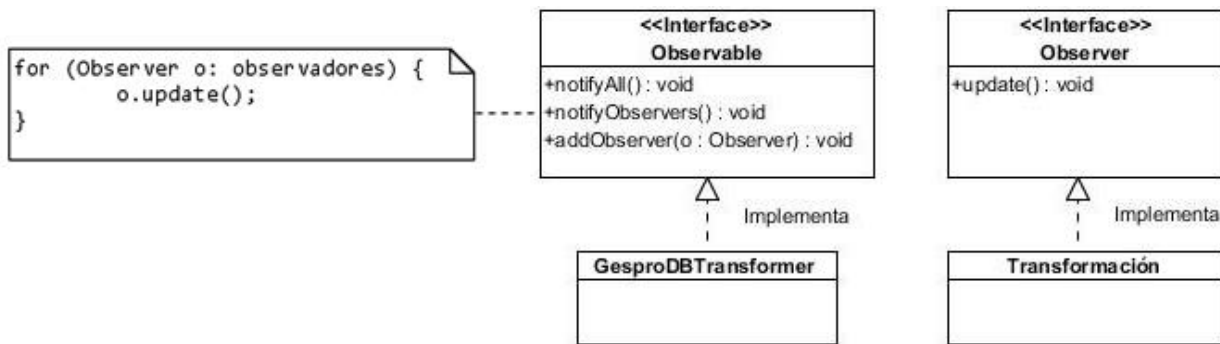 for (Observer o: observadores) {
o.update();
}
<<Interface>>
Observable
+notifyAll() : void
+notifyObservers() : void
+addObserver(o : Observer) : void
<<Interface>>
Observer
+update() : void
Implementa
Implementa
GesproDBTransformer
Transformación